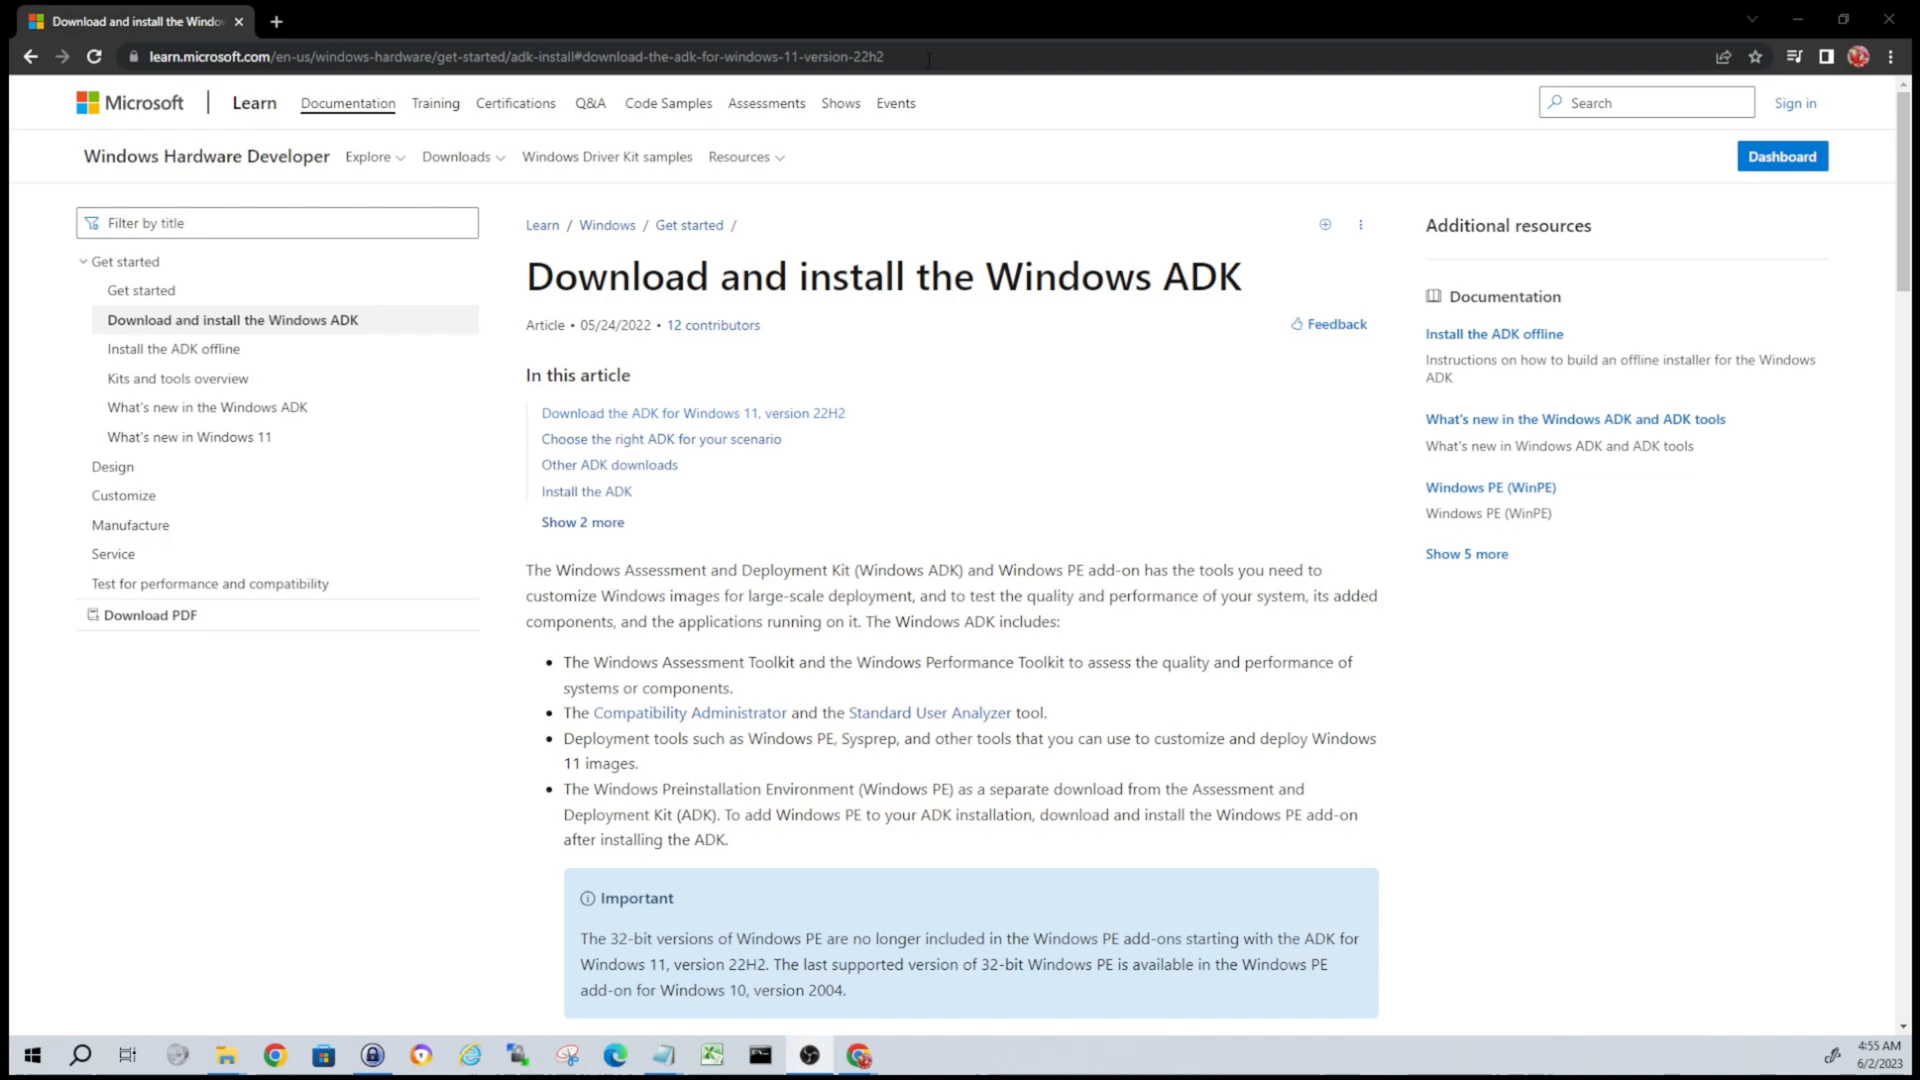 Download and install the Windo
learn.microsoft.com/en-us/windows-hardware/get-started/adk-install#download-the-adk-for-windows-11-version-22h2
Microsoft
Learn
Documentation
Training
Certifications
Q&A
Code Samples
Assessments
Shows
Events
Search
Sign in
Windows Hardware Developer
Explore
Downloads
Windows Driver Kit samples
Resources
Dashboard
Filter by title
Get started
Get started
Download and install the Windows ADK
Install the ADK offline
Kits and tools overview
What's new in the Windows ADK
What's new in Windows 11
Design
Customize
Manufacture
Service
Test for performance and compatibility
Download PDF
Learn / Windows / Get started /
Download and install the Windows ADK
Article • 05/24/2022 • 12 contributors
Feedback
In this article
Download the ADK for Windows 11, version 22H2
Choose the right ADK for your scenario
Other ADK downloads
Install the ADK
Show 2 more
The Windows Assessment and Deployment Kit (Windows ADK) and Windows PE add-on has the tools you need to
customize Windows images for large-scale deployment, and to test the quality and performance of your system, its added
components, and the applications running on it. The Windows ADK includes:
• The Windows Assessment Toolkit and the Windows Performance Toolkit to assess the quality and performance of
systems or components.
• The Compatibility Administrator and the Standard User Analyzer tool.
• Deployment tools such as Windows PE, Sysprep, and other tools that you can use to customize and deploy Windows
11 images.
• The Windows Preinstallation Environment (Windows PE) as a separate download from the Assessment and
Deployment Kit (ADK). To add Windows PE to your ADK installation, download and install the Windows PE add-on
after installing the ADK.
Important
The 32-bit versions of Windows PE are no longer included in the Windows PE add-ons starting with the ADK for
Windows 11, version 22H2. The last supported version of 32-bit Windows PE is available in the Windows PE
add-on for Windows 10, version 2004.
Additional resources
Documentation
Install the ADK offline
Instructions on how to build an offline installer for the Windows
ADK
What's new in the Windows ADK and ADK tools
What's new in Windows ADK and ADK tools
Windows PE (WinPE)
Windows PE (WinPE)
Show 5 more
4:55 AM
6/2/2023